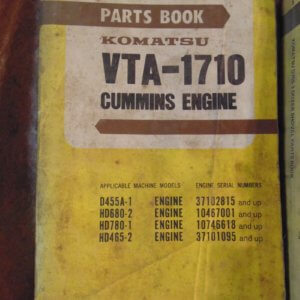 PARTS BOOK
KOMATSU
VTA-1710
CUMMINS ENGINE
APPLICABLE MACHINE MODELS ENGINE SERIAL NUMBERS
D455A-1 ENGINE 37102815 and up
HD680-2 ENGINE 10467001 and up
HD780-1 ENGINE 10746618 and up
HD465-2 ENGINE 37101095 and up